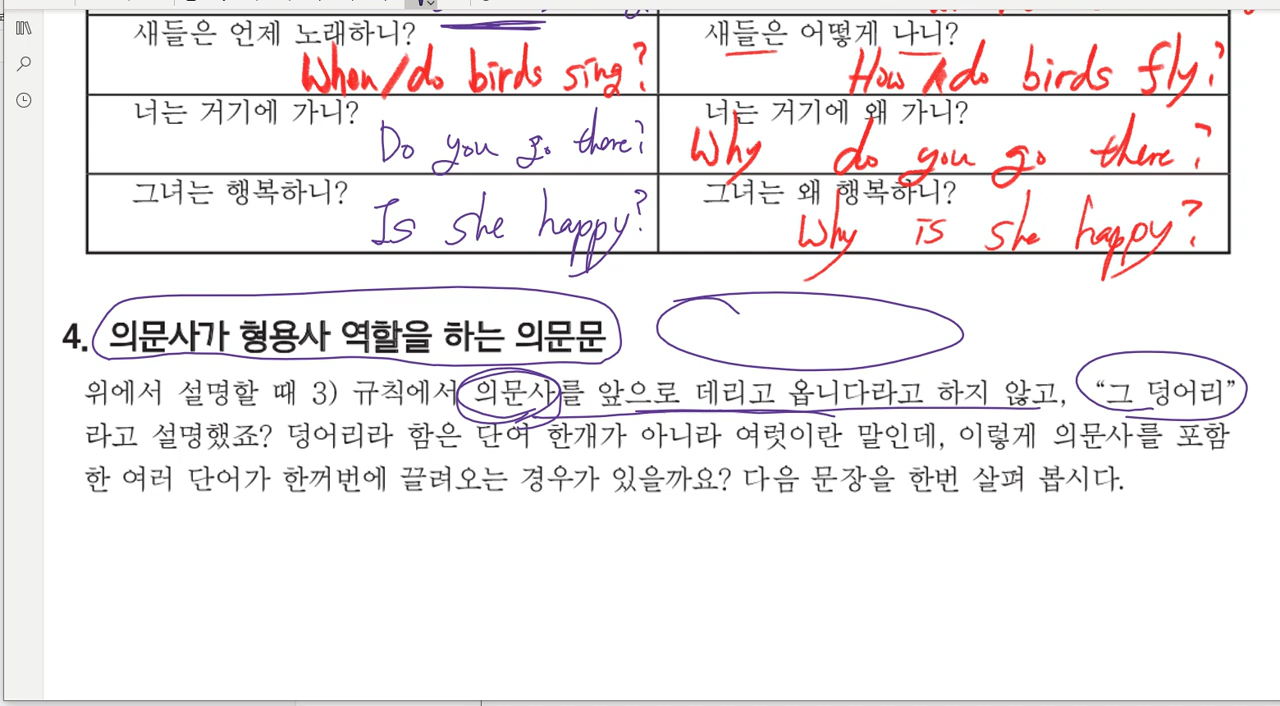 새들은 언제 노래하니?
When/do birds sing?
새들은 어떻게 나니?
How do birds fly?
너는 거기에 가니?
Do you go there?
너는 거기에 왜 가니?
Why do you go there?
그녀는 행복하니?
Is she happy?
그녀는 왜 행복하니?
Why is she happy?
4. 의문사가 형용사 역할을 하는 의문문
위에서 설명할 때 3) 규칙에서 의문사를 앞으로 데리고 옵니다라고 하지 않고, “그 덩어리”
라고 설명했죠? 덩어리라 함은 단어 한개가 아니라 여럿이란 말인데, 이렇게 의문사를 포함
한 여러 단어가 한꺼번에 끌려오는 경우가 있을까요? 다음 문장을 한번 살펴 봅시다.